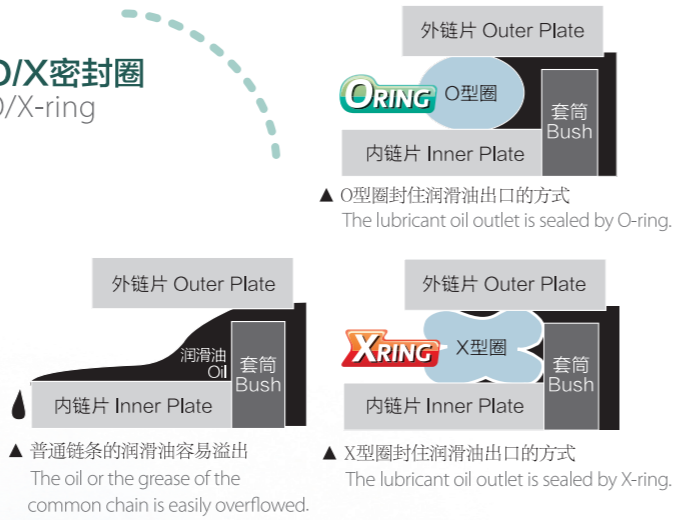 O/X密封圈
O/X-ring
外链片 Outer Plate
ORING O型圈
套筒
Bush
内链片 Inner Plate
▲ O型圈封住润滑油出口的方式
The lubricant oil outlet is sealed by O-ring.
外链片 Outer Plate
润滑油
Oil
套筒
Bush
内链片 Inner Plate
▲ 普通链条的润滑油容易溢出
The oil or the grease of the
common chain is easily overflowed.
外链片 Outer Plate
XRING X型圈
套筒
Bush
内链片 Inner Plate
▲ X型圈封住润滑油出口的方式
The lubricant oil outlet is sealed by X-ring.